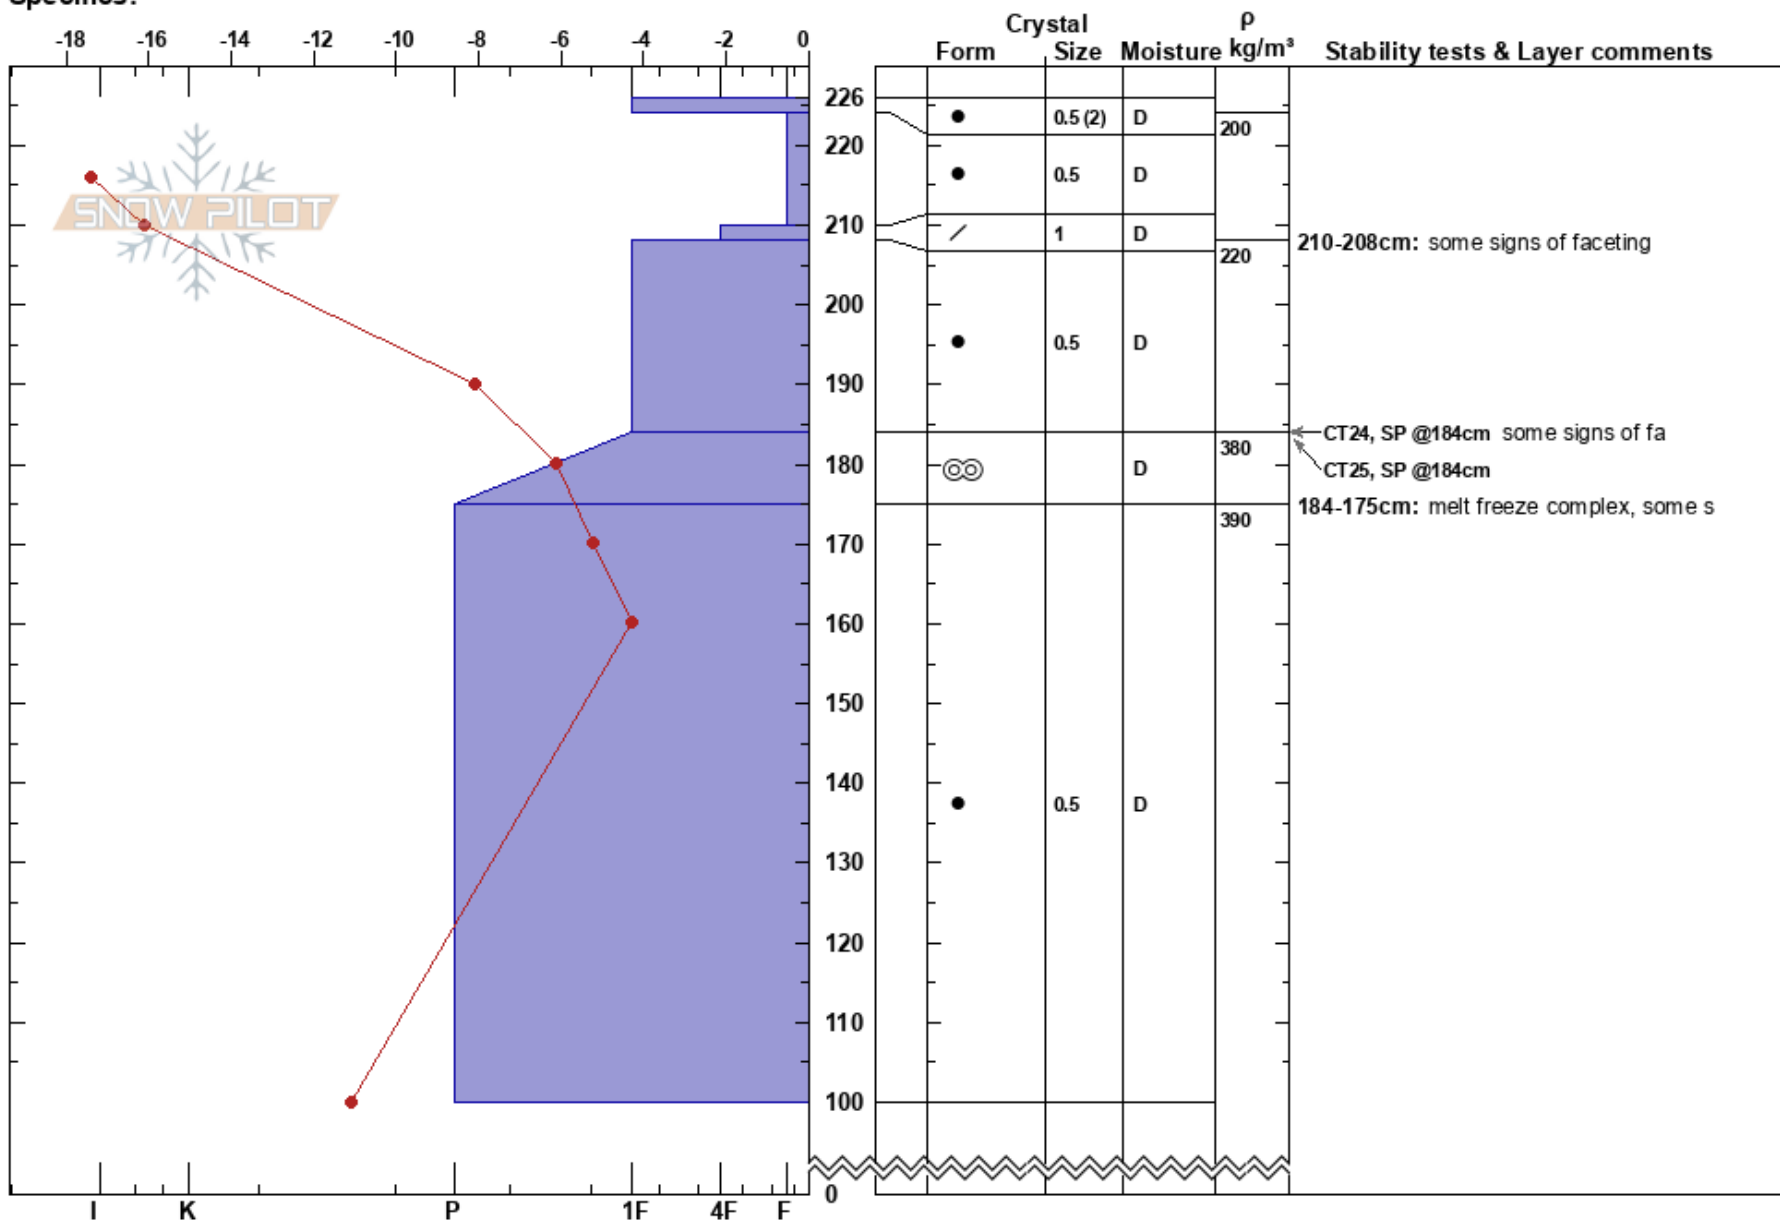 Specifics:
Crystal ρ
Form Size Moisture kg/m³ Stability tests & Layer comments
-18 -16 -14 -12 -10 -8 -6 -4 -2 0
226
0.5 (2) D
200
220
0.5 D
SNOW PILOT
210
1 D
210-208cm: some signs of faceting
220
200
0.5 D
190
CT24, SP @184cm some signs of fa
380
180
D
CT25, SP @184cm
184-175cm: melt freeze complex, some s
390
170
160
150
140
0.5 D
130
120
110
100
0
I K P 1F 4F F